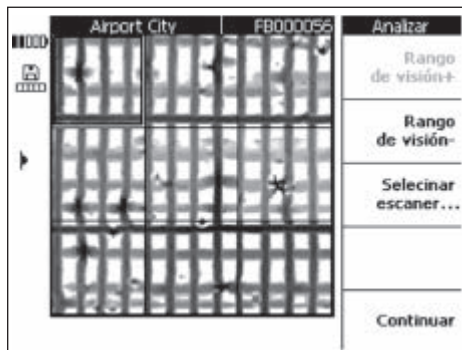 Airport City FB000056 Analizar
Rango
de visión+
Rango
de visión-
Selecinar
escaner...
Continuar